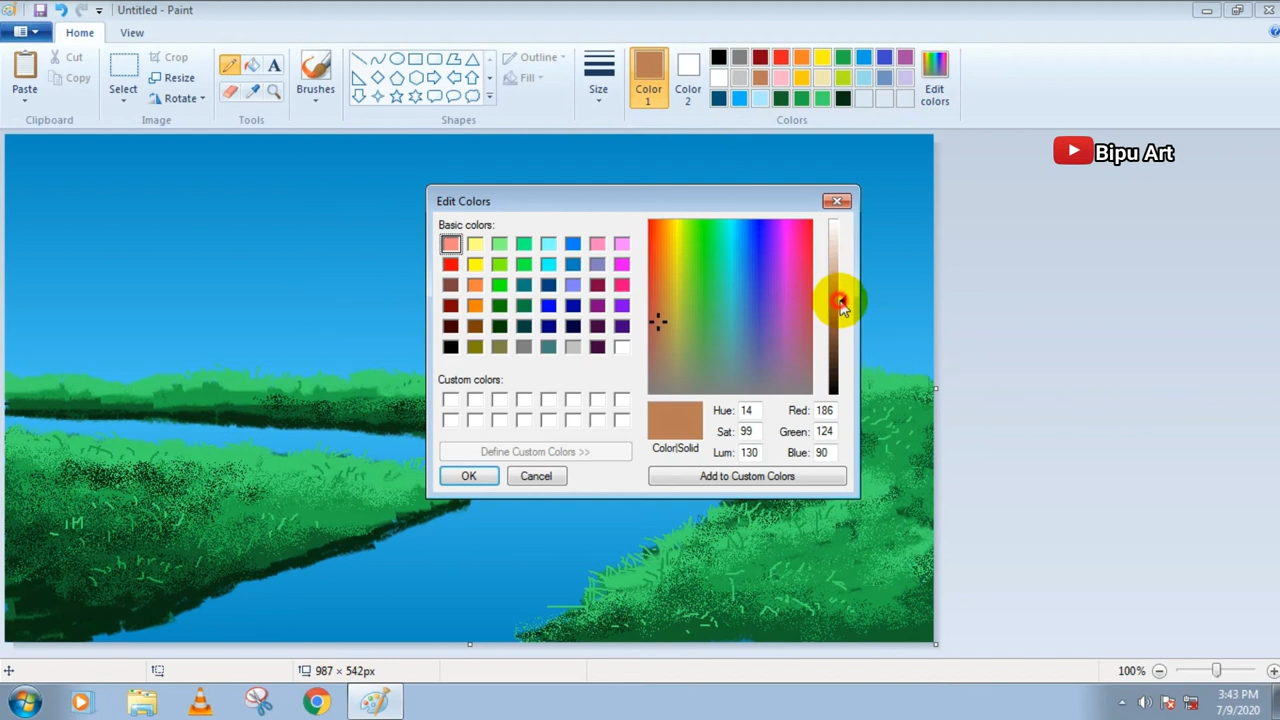 Untitled - Paint
Home
View
Paste
Cut
Copy
Clipboard
Select
Crop
Resize
Rotate
Image
A
Tools
Brushes
Outline
Fill
Shapes
Size
Color
1
Color
2
Edit
colors
Colors
Bipu Art
Edit Colors
Basic colors:
Custom colors:
Define Custom Colors >>
OK
Cancel
Color|Solid
Hue: 14
Sat: 99
Lum: 130
Red: 186
Green: 124
Blue: 90
Add to Custom Colors
987 × 542px
100%
3:43 PM
7/9/2020